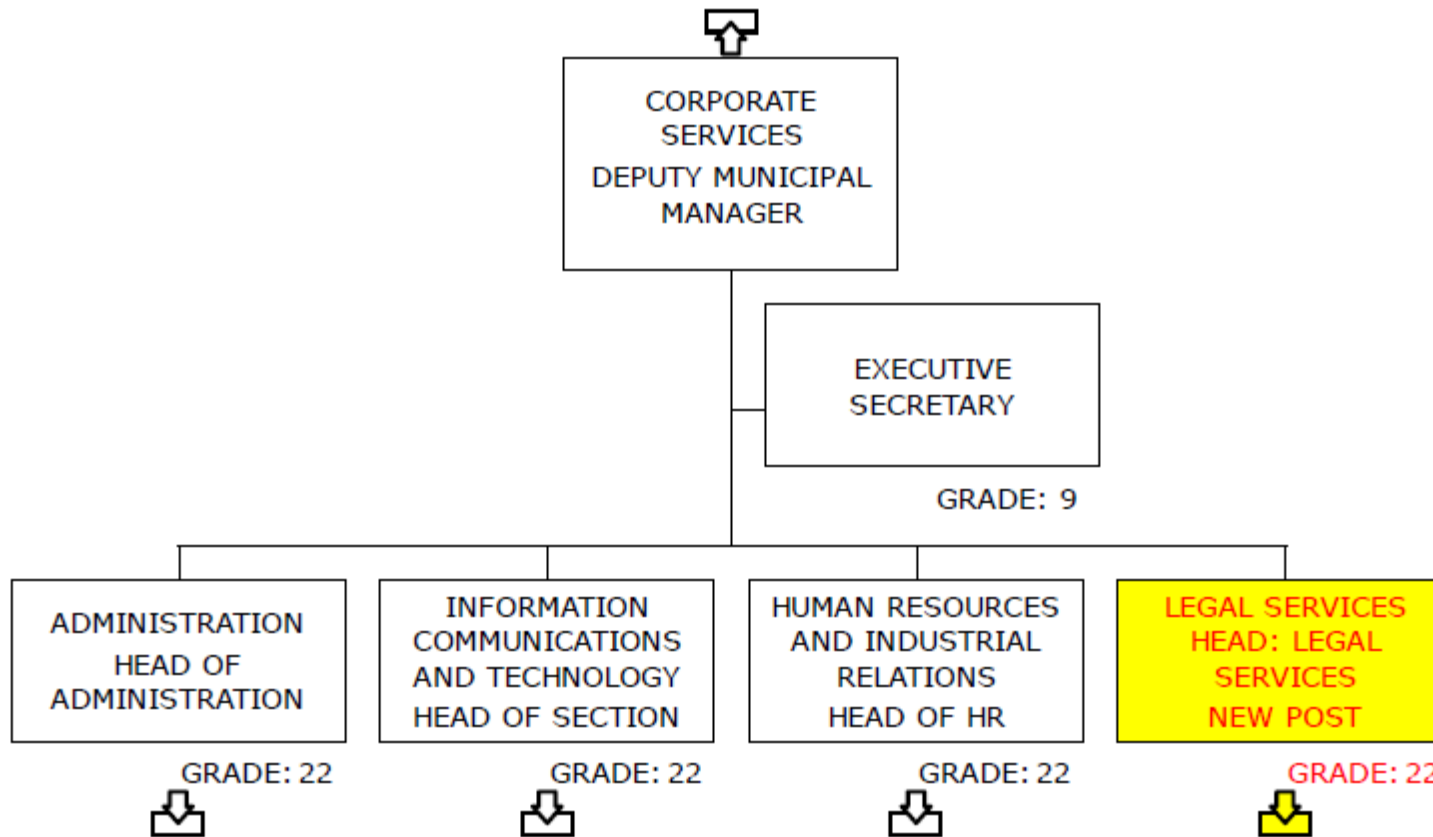 CORPORATE
SERVICES
DEPUTY MUNICIPAL
MANAGER
EXECUTIVE
SECRETARY
GRADE: 9
ADMINISTRATION
HEAD OF
ADMINISTRATION
GRADE: 22
INFORMATION
COMMUNICATIONS
AND TECHNOLOGY
HEAD OF SECTION
GRADE: 22
HUMAN RESOURCES
AND INDUSTRIAL
RELATIONS
HEAD OF HR
GRADE: 22
LEGAL SERVICES
HEAD: LEGAL
SERVICES
NEW POST
GRADE: 22